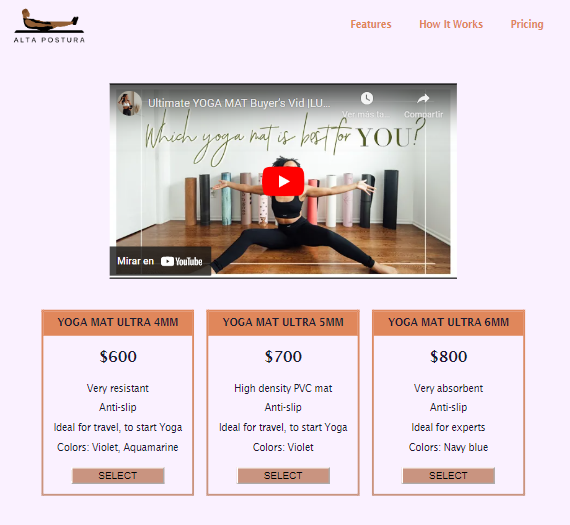 ALTA POSTURA
Features How It Works Pricing
Ultimate YOGA MAT Buyer's Vid |LU...
Ver más ta... Compartir
Which yoga mat is best for YOU?
Mirar en YouTube
YOGA MAT ULTRA 4MM
$600
Very resistant
Anti-slip
Ideal for travel, to start Yoga
Colors: Violet, Aquamarine
SELECT
YOGA MAT ULTRA 5MM
$700
High density PVC mat
Anti-slip
Ideal for travel, to start Yoga
Colors: Violet
SELECT
YOGA MAT ULTRA 6MM
$800
Very absorbent
Anti-slip
Ideal for experts
Colors: Navy blue
SELECT